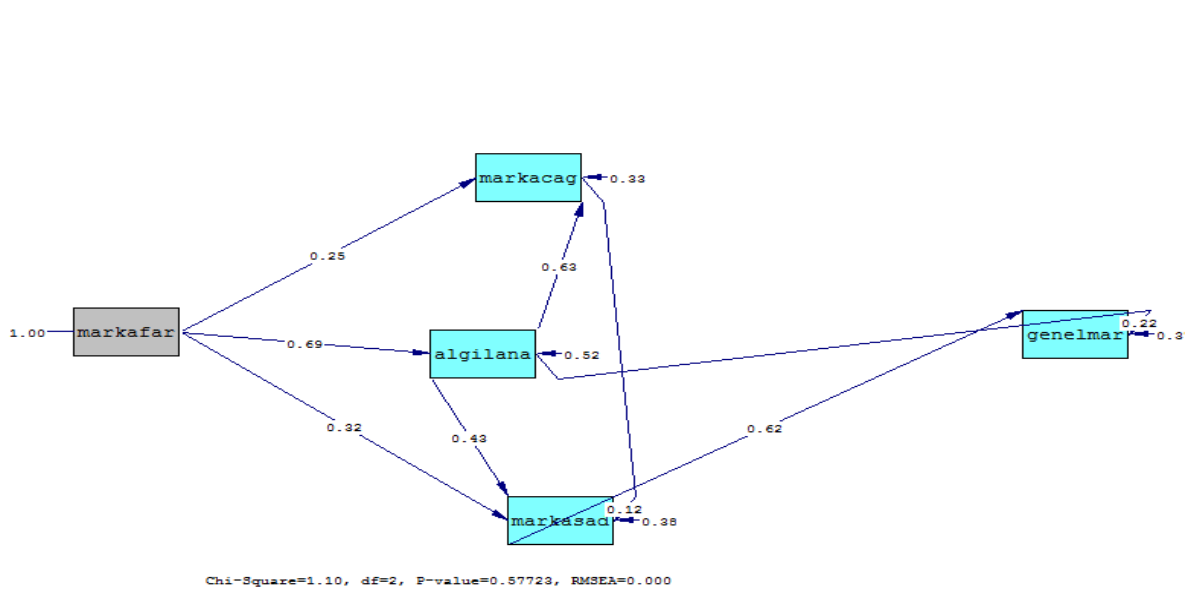 markacag
0.33
0.25
0.63
1.00
markafar
0.69
algilana
0.52
0.22
genelmar
0.3
0.32
0.43
0.62
0.12
markasad
0.38
Chi-Square=1.10, df=2, P-value=0.57723, RMSEA=0.000